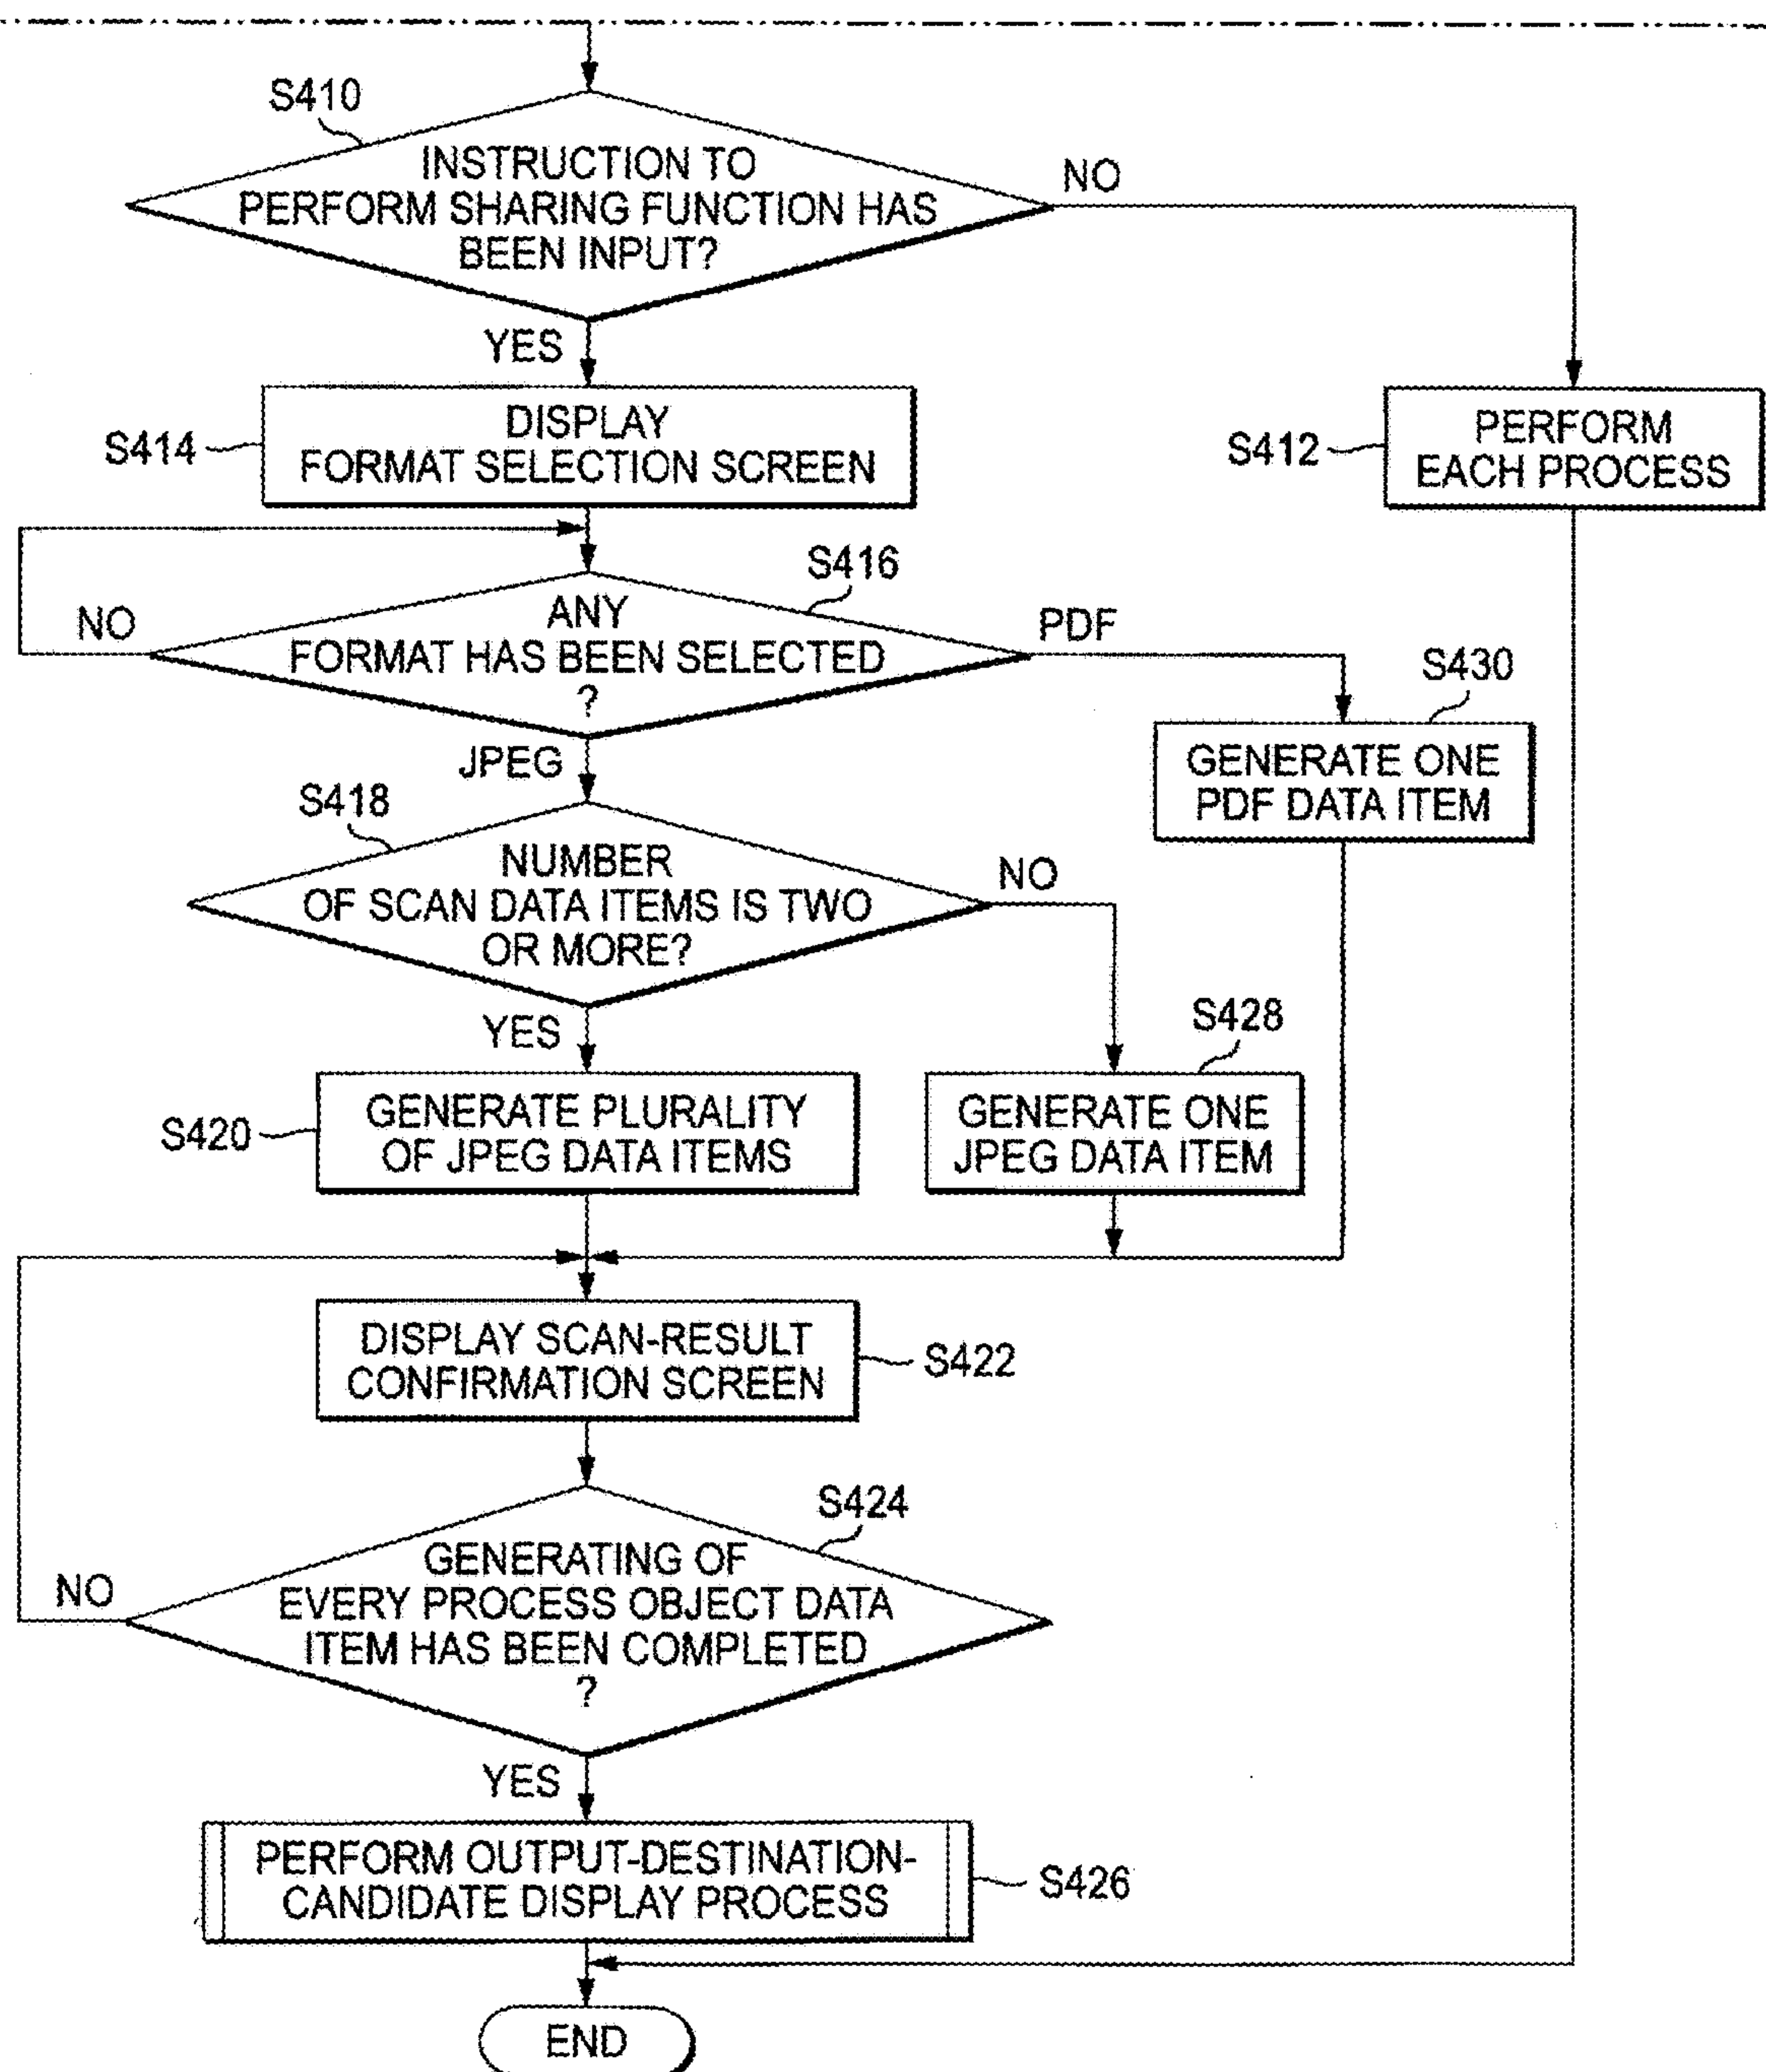 S410
INSTRUCTION TO
PERFORM SHARING FUNCTION HAS
BEEN INPUT?
NO
YES
S414
DISPLAY
FORMAT SELECTION SCREEN
S412
PERFORM
EACH PROCESS
S416
NO
ANY
FORMAT HAS BEEN SELECTED
?
PDF
S430
GENERATE ONE
PDF DATA ITEM
JPEG
S418
NUMBER
OF SCAN DATA ITEMS IS TWO
OR MORE?
NO
YES
S420
GENERATE PLURALITY
OF JPEG DATA ITEMS
S428
GENERATE ONE
JPEG DATA ITEM
DISPLAY SCAN-RESULT
CONFIRMATION SCREEN
S422
S424
NO
GENERATING OF
EVERY PROCESS OBJECT DATA
ITEM HAS BEEN COMPLETED
?
YES
PERFORM OUTPUT-DESTINATION-
CANDIDATE DISPLAY PROCESS
S426
END